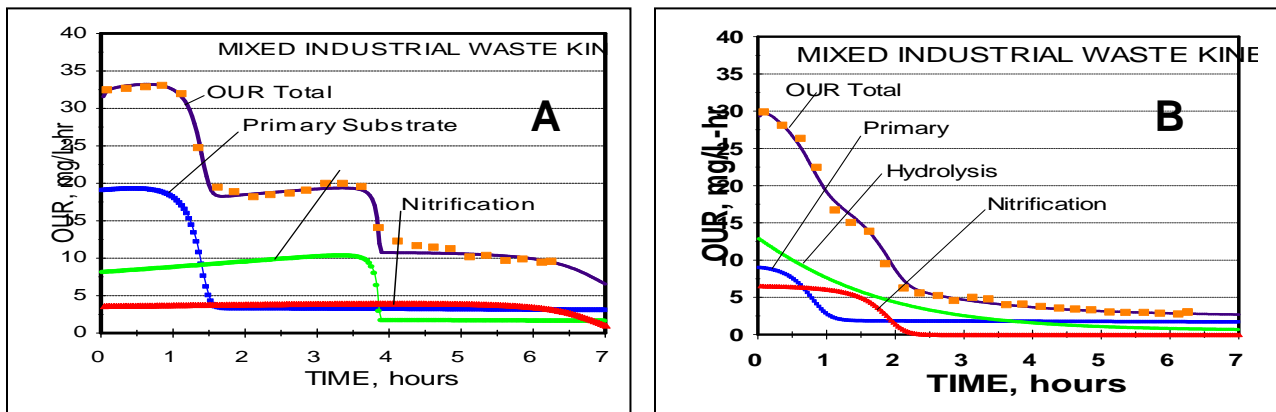 MIXED INDUSTRIAL WASTE KIN
OUR Total
Primary Substrate
A
Nitrification
OUR, mg/L-hr
40
35
30
25
20
15
10
5
0
0 1 2 3 4 5 6 7
TIME, hours
MIXED INDUSTRIAL WASTE KINE
OUR Total
Primary
B
Hydrolysis
Nitrification
OUR, mg/L-hr
40
35
30
25
20
15
10
5
0
0 1 2 3 4 5 6 7
TIME, hours